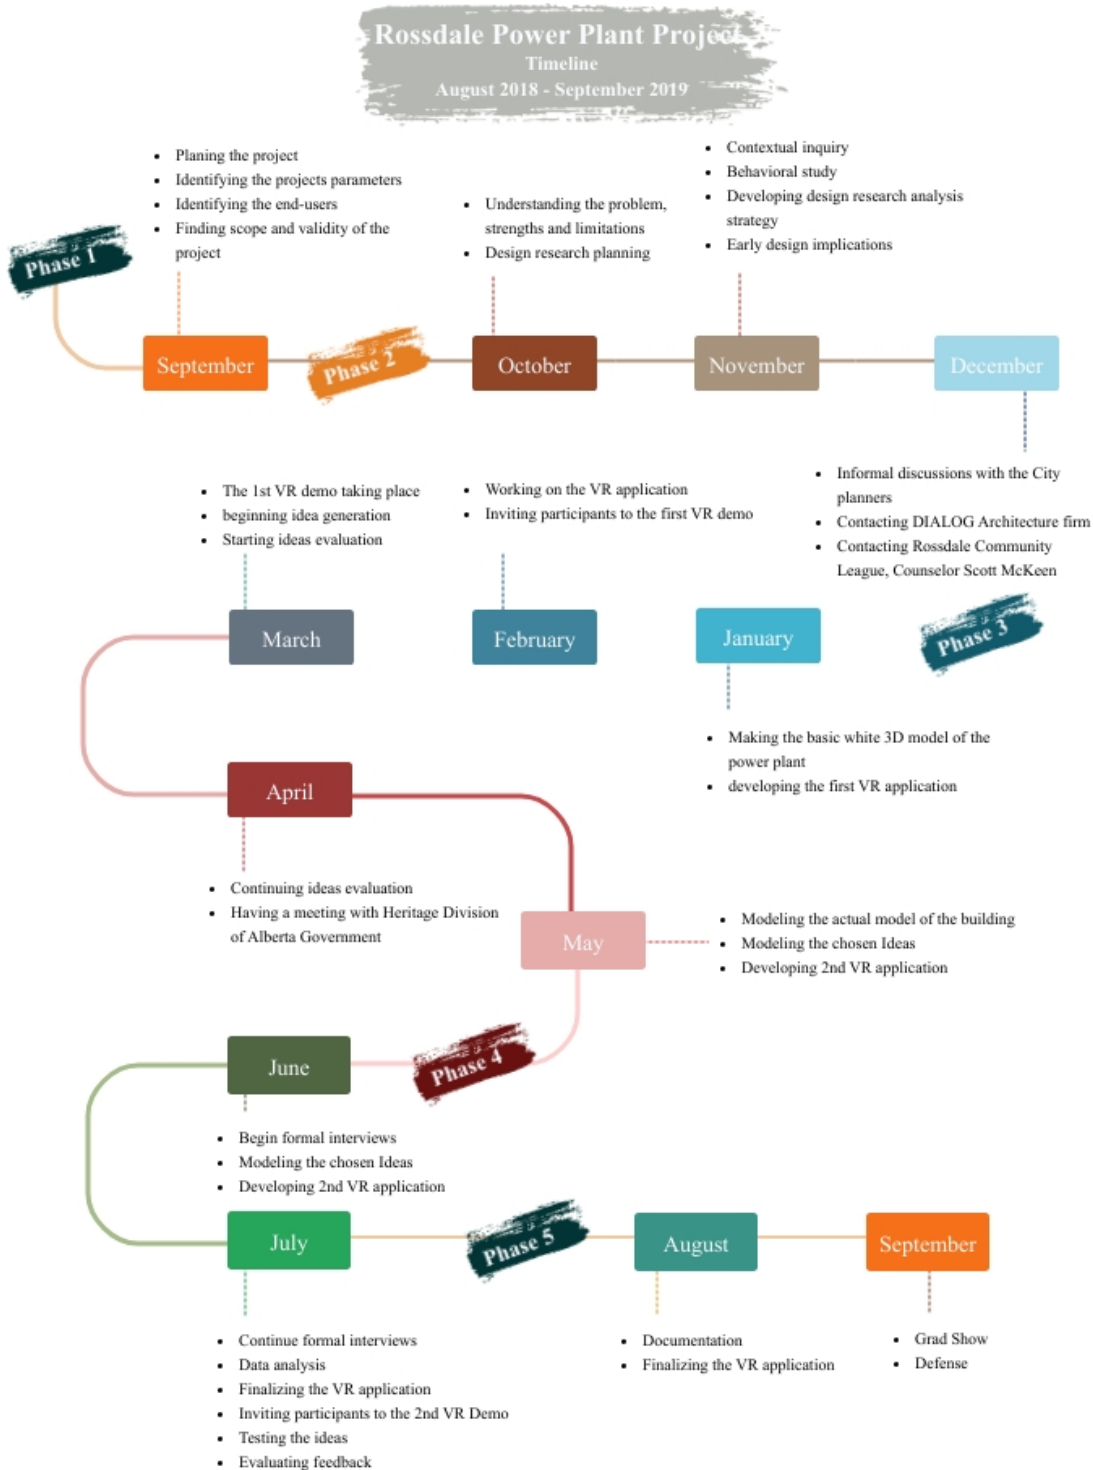 Rossdale Power Plant Project
Timeline
August 2018 - September 2019
Phase 1
• Planing the project
• Identifying the projects parameters
• Identifying the end-users
• Finding scope and validity of the
project
September
Phase 2
• Understanding the problem,
strengths and limitations
• Design research planning
October
• Contextual inquiry
• Behavioral study
• Developing design research analysis
strategy
• Early design implications
November
December
• Informal discussions with the City
planners
• Contacting DIALOG Architecture firm
• Contacting Rossdale Community
League, Counselor Scott McKeen
Phase 3
January
• Making the basic white 3D model of the
power plant
• developing the first VR application
• Working on the VR application
• Inviting participants to the first VR demo
February
• The 1st VR demo taking place
• beginning idea generation
• Starting ideas evaluation
March
April
• Continuing ideas evaluation
• Having a meeting with Heritage Division
of Alberta Government
May
• Modeling the actual model of the building
• Modeling the chosen Ideas
• Developing 2nd VR application
Phase 4
June
• Begin formal interviews
• Modeling the chosen Ideas
• Developing 2nd VR application
July
• Continue formal interviews
• Data analysis
• Finalizing the VR application
• Inviting participants to the 2nd VR Demo
• Testing the ideas
• Evaluating feedback
Phase 5
August
• Documentation
• Finalizing the VR application
September
• Grad Show
• Defense